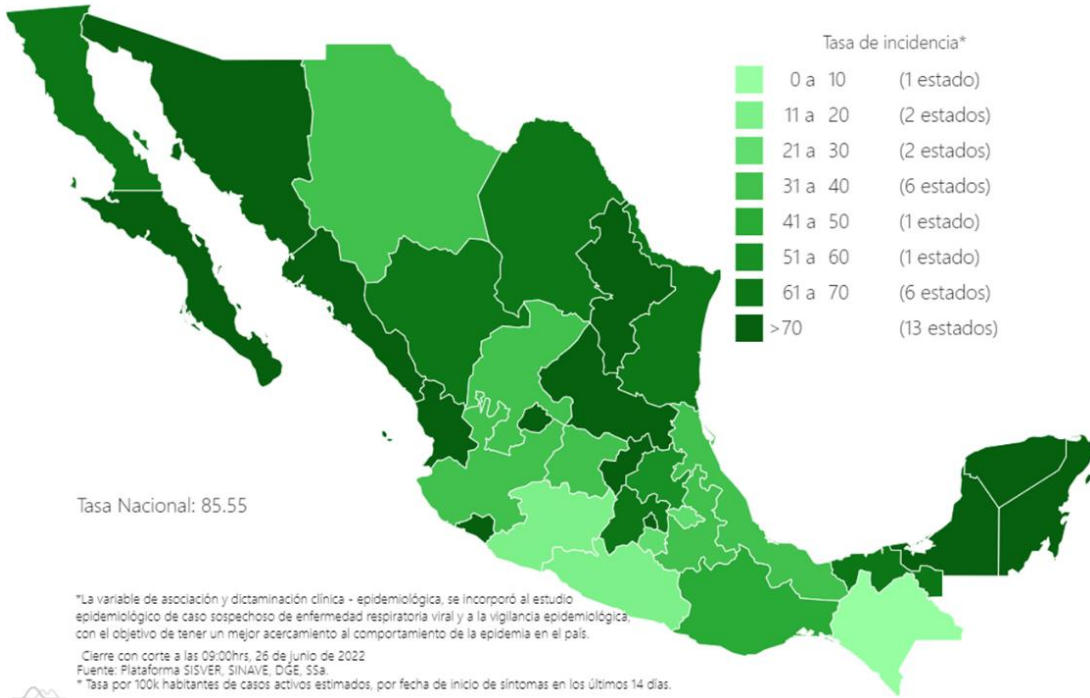 Tasa de incidencia*
0 a 10 (1 estado)
11 a 20 (2 estados)
21 a 30 (2 estados)
31 a 40 (6 estados)
41 a 50 (1 estado)
51 a 60 (1 estado)
61 a 70 (6 estados)
>70 (13 estados)
Tasa Nacional: 85.55
*La variable de asociación y dictaminación clínica - epidemiológica, se incorporó al estudio
epidemiológico de caso sospechoso de enfermedad respiratoria viral y a la vigilancia epidemiológica,
con el objetivo de tener un mejor acercamiento al comportamiento de la epidemia en el país.
Cierre con corte a las 09:00hrs, 26 de junio de 2022
Fuente: Plataforma SISVER, SINAVE, DGE, SSa.
* Tasa por 100k habitantes de casos activos estimados, por fecha de inicio de síntomas en los últimos 14 días.